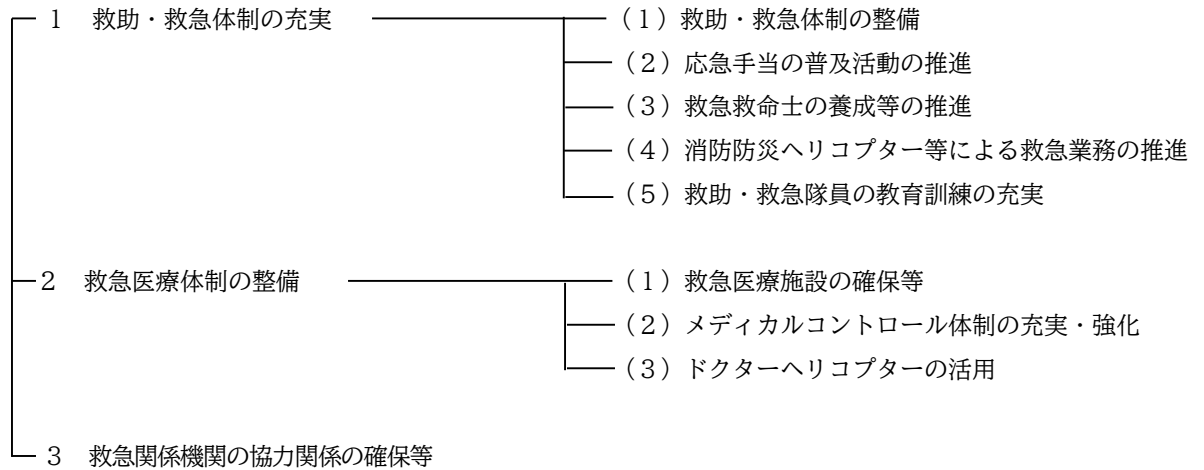 1 救助・救急体制の充実
（1）救助・救急体制の整備
（2）応急手当の普及活動の推進
（3）救急救命士の養成等の推進
（4）消防防災ヘリコプター等による救急業務の推進
（5）救助・救急隊員の教育訓練の充実
2 救急医療体制の整備
（1）救急医療施設の確保等
（2）メディカルコントロール体制の充実・強化
（3）ドクターヘリコプターの活用
3 救急関係機関の協力関係の確保等